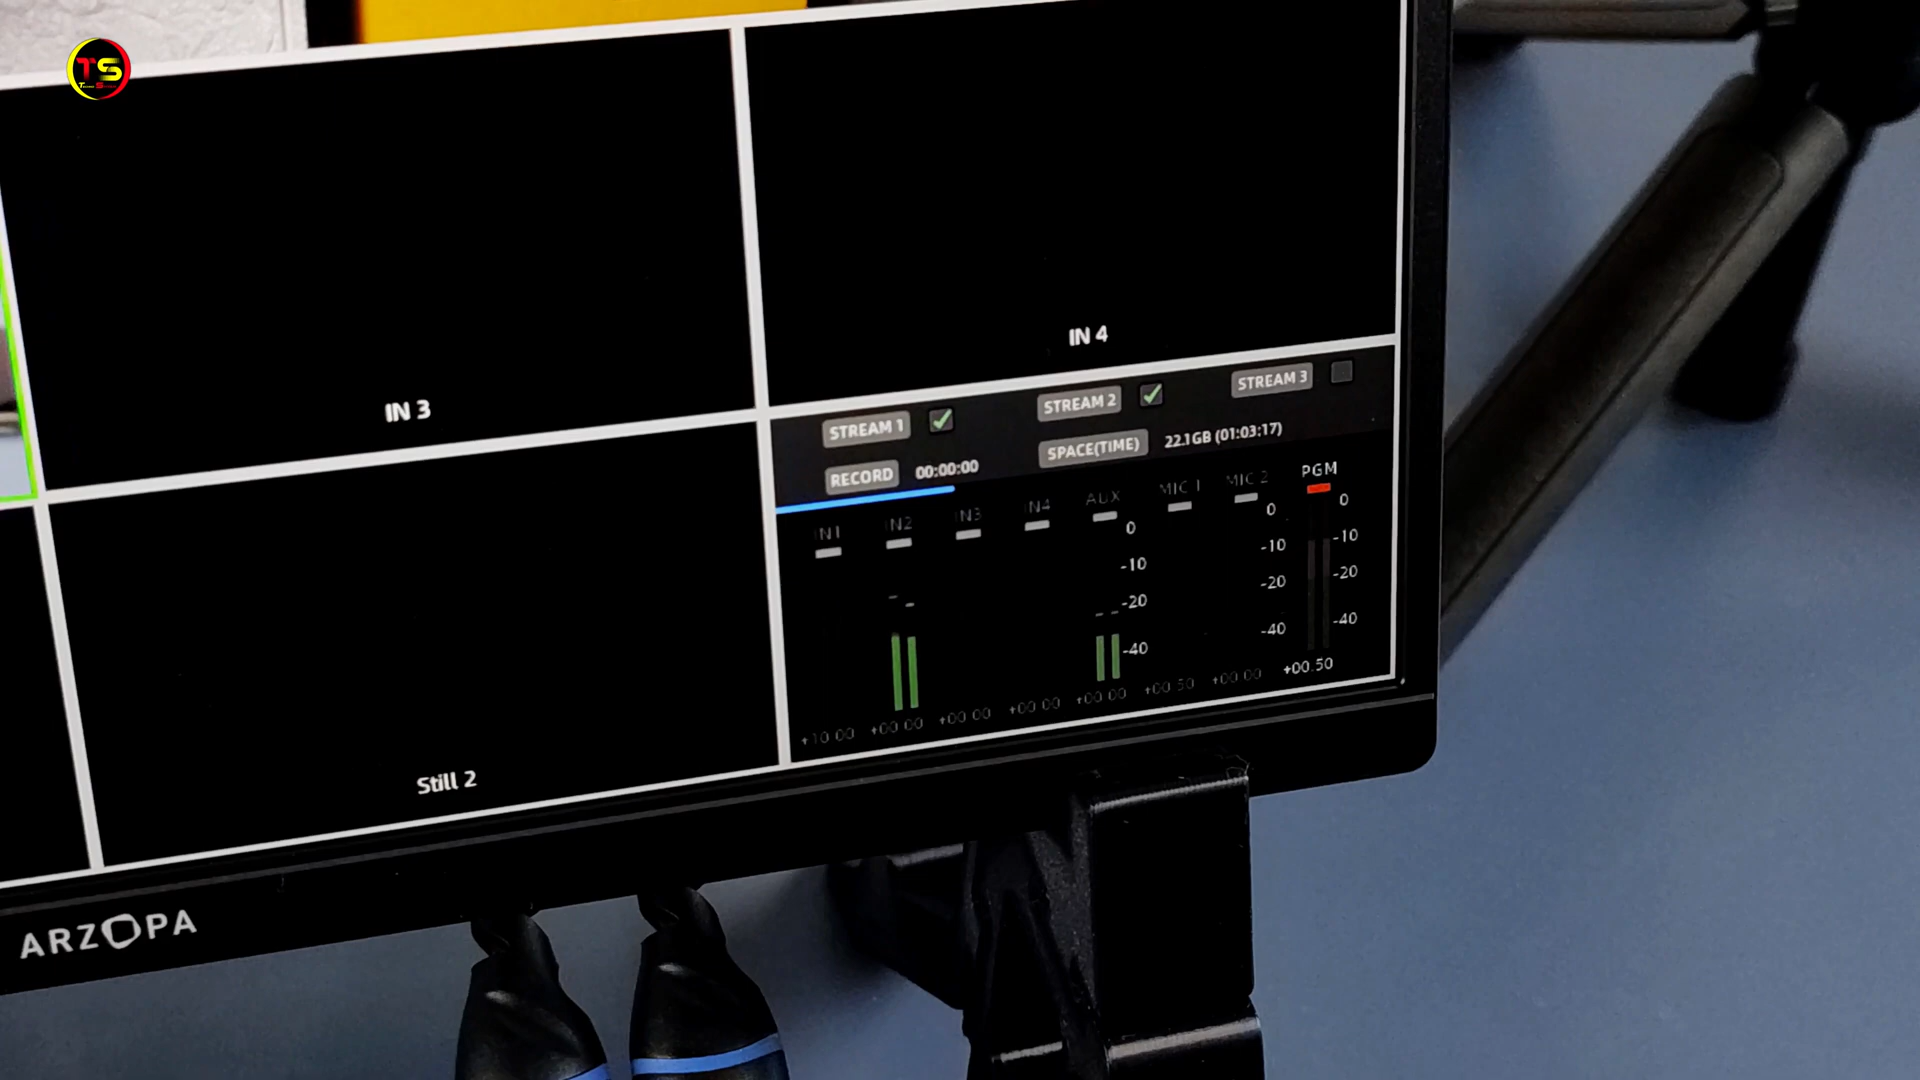 TS
IN 3
IN 4
STREAM 1
STREAM 2
STREAM 3
RECORD 00:00:00
SPACE(TIME) 22.1GB (01:03:17)
IN1 IN2 IN3 IN4 AUX MIC 1 MIC 2 PGM
0 0 0
-10 -10 -10
-20 -20 -20
-40 -40 -40
+10.00 +00.00 +00.00 +00.00 +00.00 +00.50 +00.00 +00.50
Still 2
ARZOPA